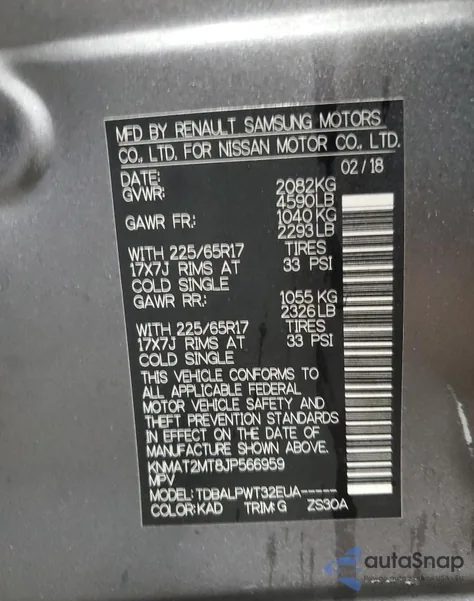 MFD BY RENAULT SAMSUNG MOTORS
CO., LTD. FOR NISSAN MOTOR CO., LTD.
DATE: 02/18
GVWR: 2082KG
4590LB
GAWR FR: 1040 KG
2293 LB
WITH 225/65R17 TIRES
17X7J RIMS AT 33 PSI
COLD SINGLE
GAWR RR: 1055 KG
2326 LB
WITH 225/65R17 TIRES
17X7J RIMS AT 33 PSI
COLD SINGLE
THIS VEHICLE CONFORMS TO
ALL APPLICABLE FEDERAL
MOTOR VEHICLE SAFETY AND
THEFT PREVENTION STANDARDS
IN EFFECT ON THE DATE OF
MANUFACTURE SHOWN ABOVE.
KNMAT2MT8JP566959
MPV
MODEL: TDBALPWT32EUA-----
COLOR: KAD TRIM: G ZS30A
autoSnap